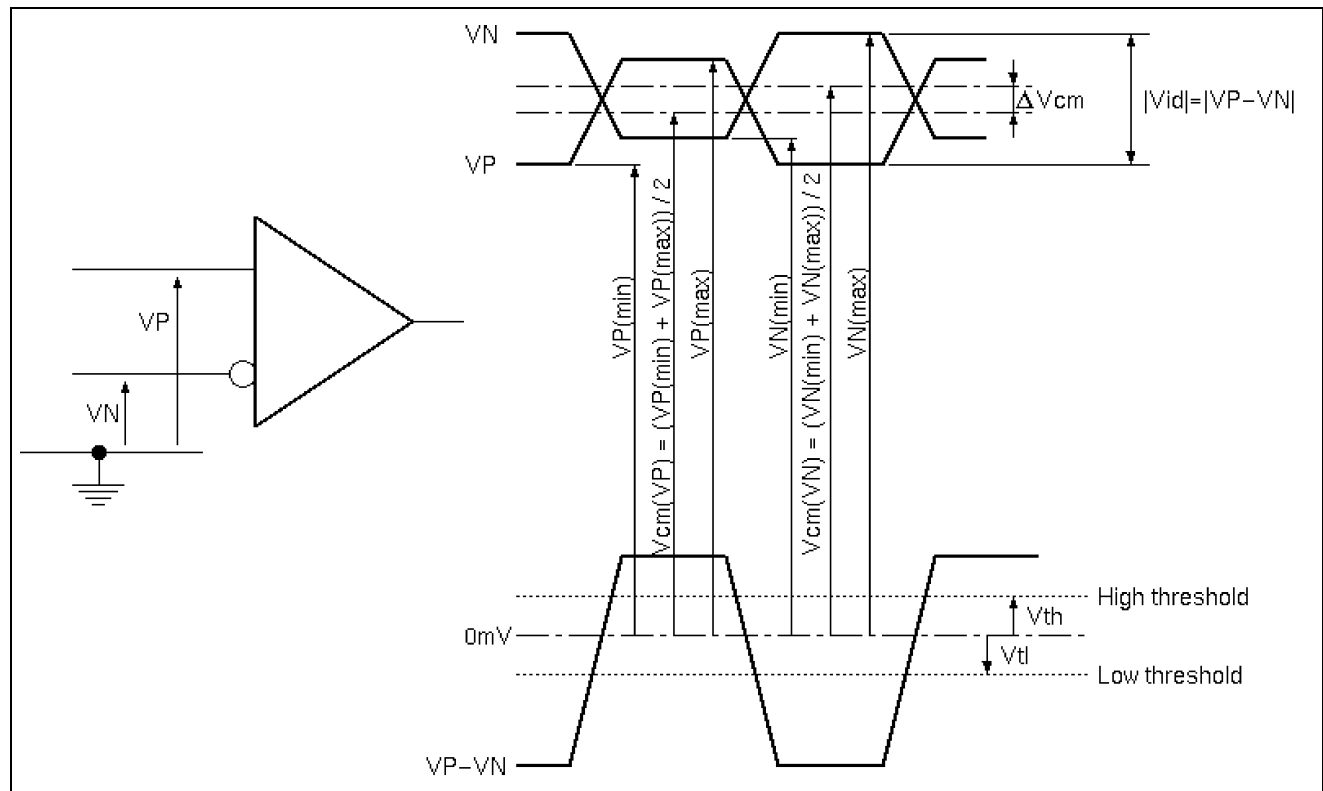 VN
VP
ΔVcm
|Vid|=|VP−VN|
VP
VN
VP(min)
Vcm(VP) = (VP(min) + VP(max)) / 2
VP(max)
VN(min)
Vcm(VN) = (VN(min) + VN(max)) / 2
VN(max)
High threshold
Vth
0mV
Vtl
Low threshold
VP−VN